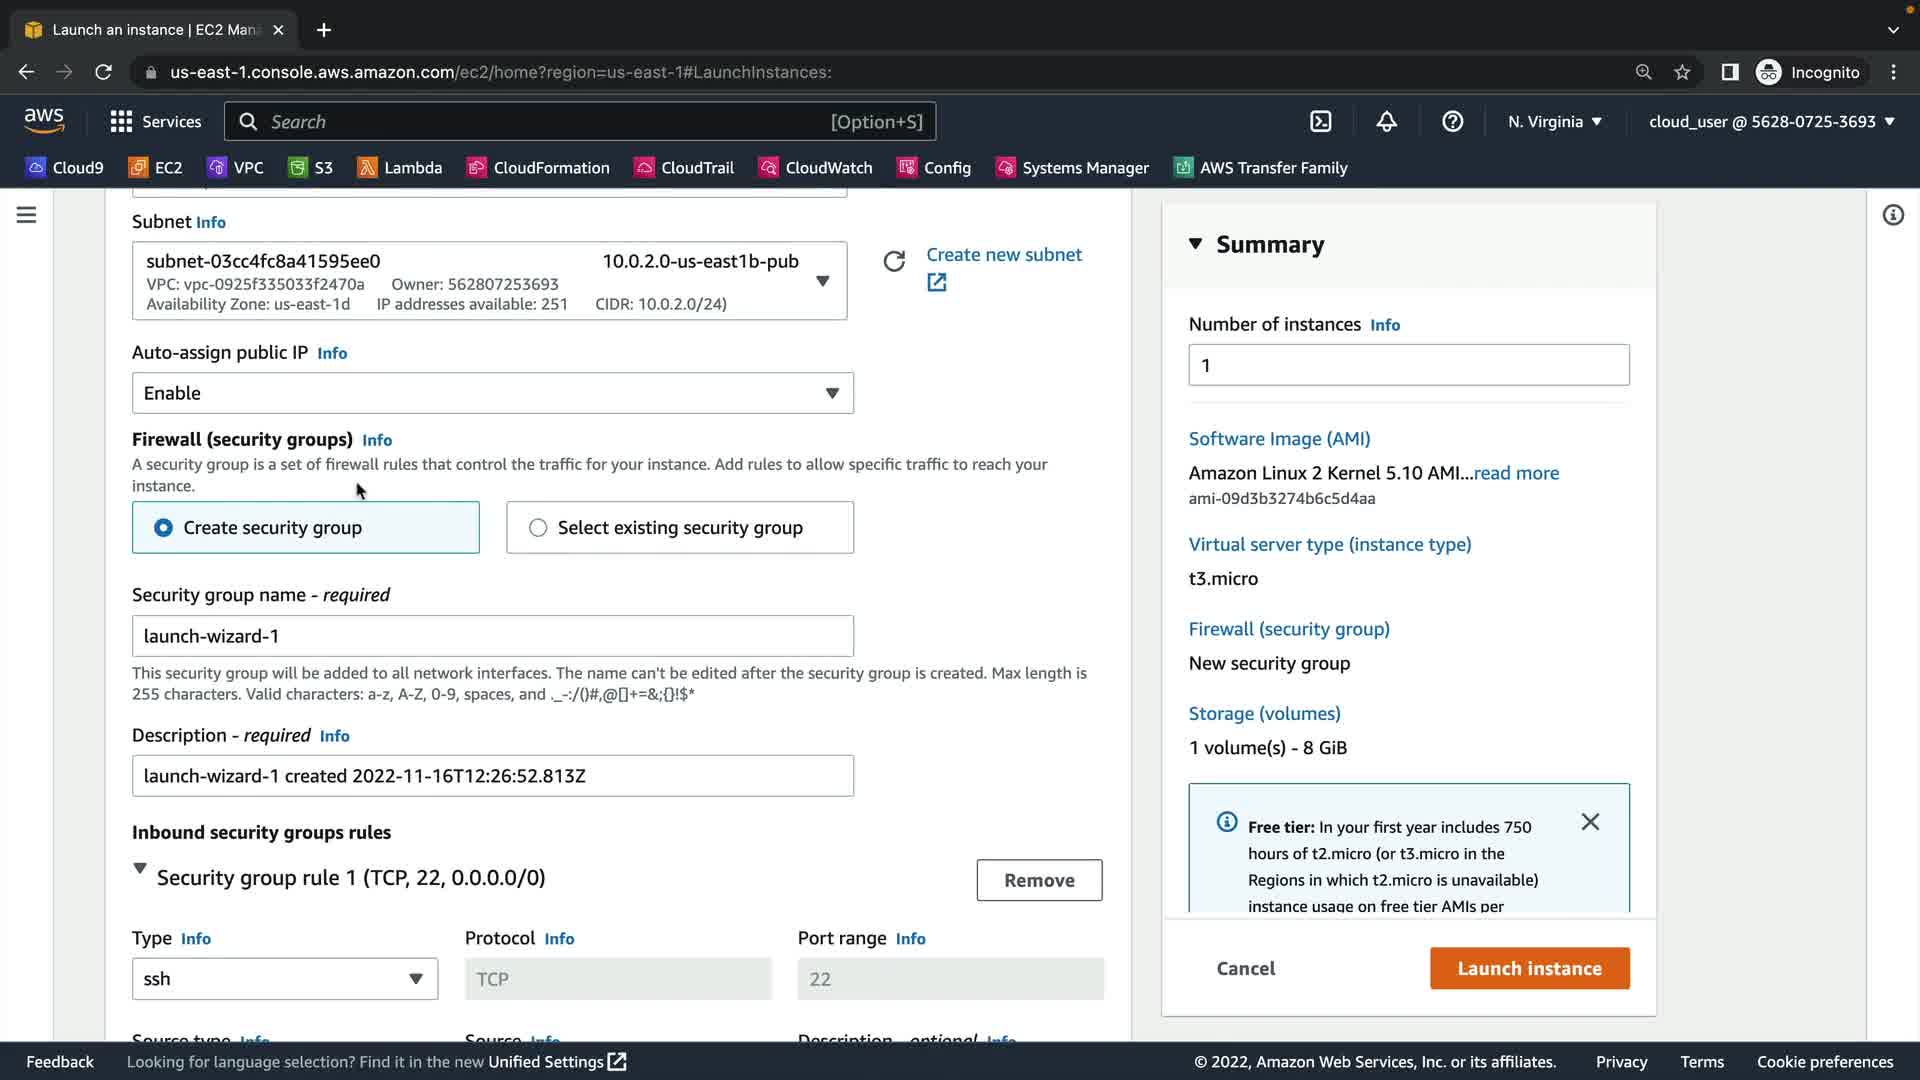 Launch an instance | EC2 Mana
us-east-1.console.aws.amazon.com/ec2/home?region=us-east-1#LaunchInstances:
Incognito
aws
Services
Search
[Option+S]
N. Virginia
cloud_user @ 5628-0725-3693
Cloud9
EC2
VPC
S3
Lambda
CloudFormation
CloudTrail
CloudWatch
Config
Systems Manager
AWS Transfer Family
Subnet Info
subnet-03cc4fc8a41595ee0 10.0.2.0-us-east1b-pub
VPC: vpc-0925f335033f2470a Owner: 562807253693
Availability Zone: us-east-1d IP addresses available: 251 CIDR: 10.0.2.0/24)
Create new subnet
Auto-assign public IP Info
Enable
Firewall (security groups) Info
A security group is a set of firewall rules that control the traffic for your instance. Add rules to allow specific traffic to reach your
instance.
Create security group
Select existing security group
Security group name - required
launch-wizard-1
This security group will be added to all network interfaces. The name can't be edited after the security group is created. Max length is
255 characters. Valid characters: a-z, A-Z, 0-9, spaces, and ._-:/()#,@[]+=&;{}!$*
Description - required Info
launch-wizard-1 created 2022-11-16T12:26:52.813Z
Inbound security groups rules
Security group rule 1 (TCP, 22, 0.0.0.0/0)
Remove
Type Info
Protocol Info
Port range Info
ssh
TCP
22
Source type Info
Source Info
Description - optional Info
Summary
Number of instances Info
1
Software Image (AMI)
Amazon Linux 2 Kernel 5.10 AMI...read more
ami-09d3b3274b6c5d4aa
Virtual server type (instance type)
t3.micro
Firewall (security group)
New security group
Storage (volumes)
1 volume(s) - 8 GiB
Free tier: In your first year includes 750
hours of t2.micro (or t3.micro in the
Regions in which t2.micro is unavailable)
instance usage on free tier AMIs per
Cancel
Launch instance
Feedback
Looking for language selection? Find it in the new Unified Settings
© 2022, Amazon Web Services, Inc. or its affiliates.
Privacy
Terms
Cookie preferences